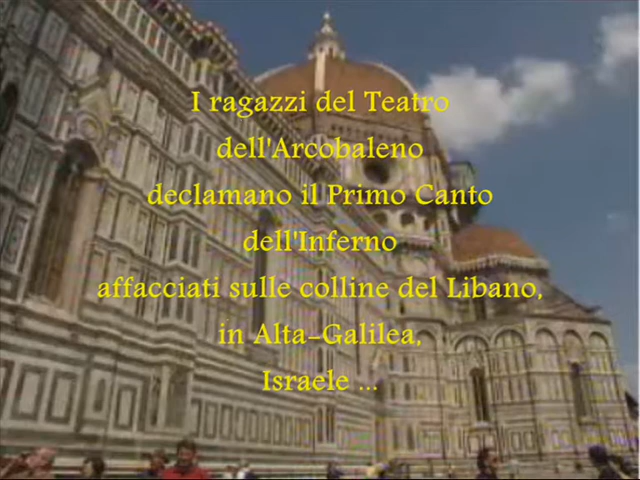 I ragazzi del Teatro
dell'Arcobaleno
declamano il Primo Canto
dell'Inferno
affacciati sulle colline del Libano,
in Alta-Galilea,
Israele ...